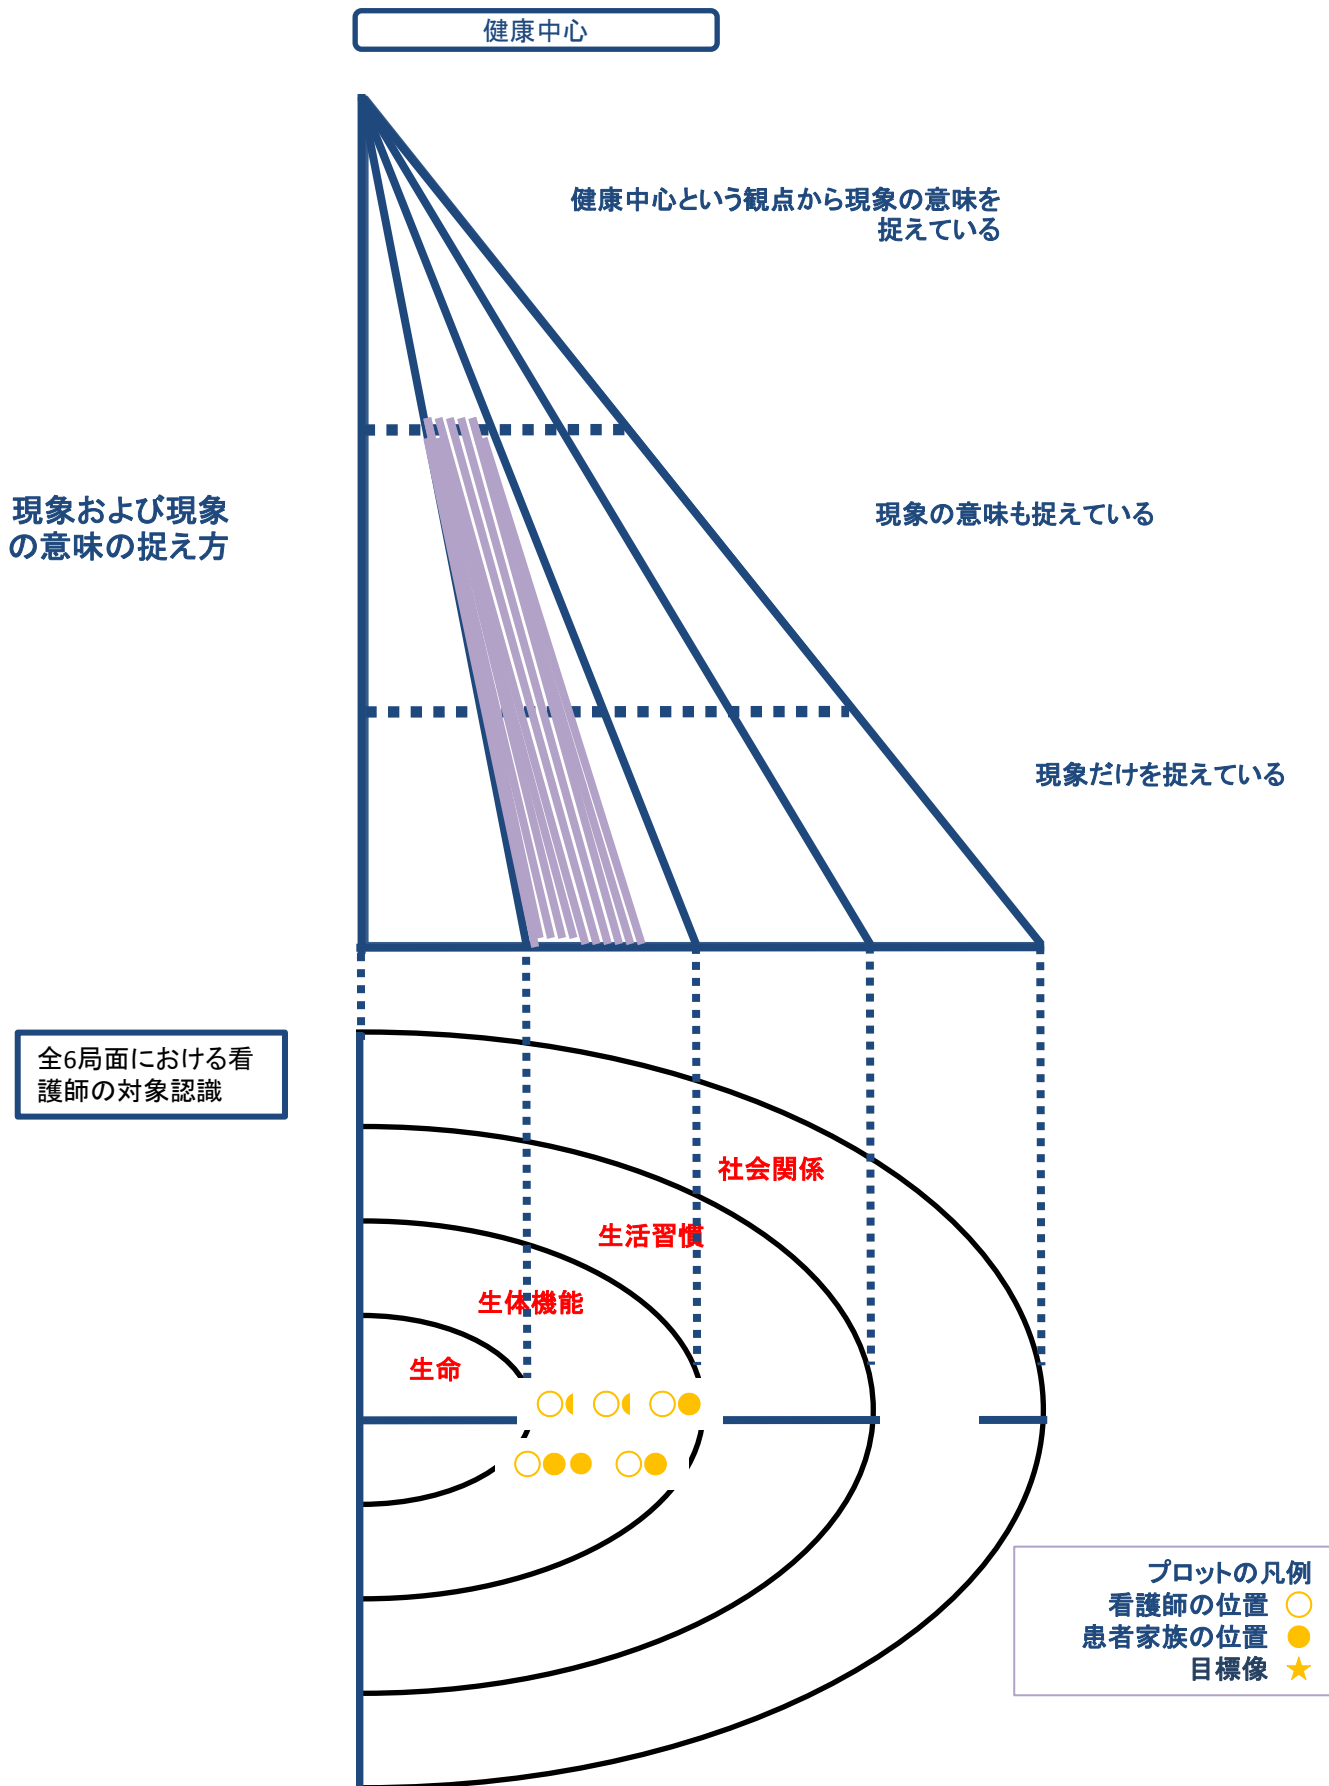 健康中心
健康中心という観点から現象の意味を
捉えている
現象および現象
の意味の捉え方
現象の意味も捉えている
現象だけを捉えている
全6局面における看
護師の対象認識
社会関係
生活習慣
生体機能
生命
プロットの凡例
看護師の位置
患者家族の位置
目標像